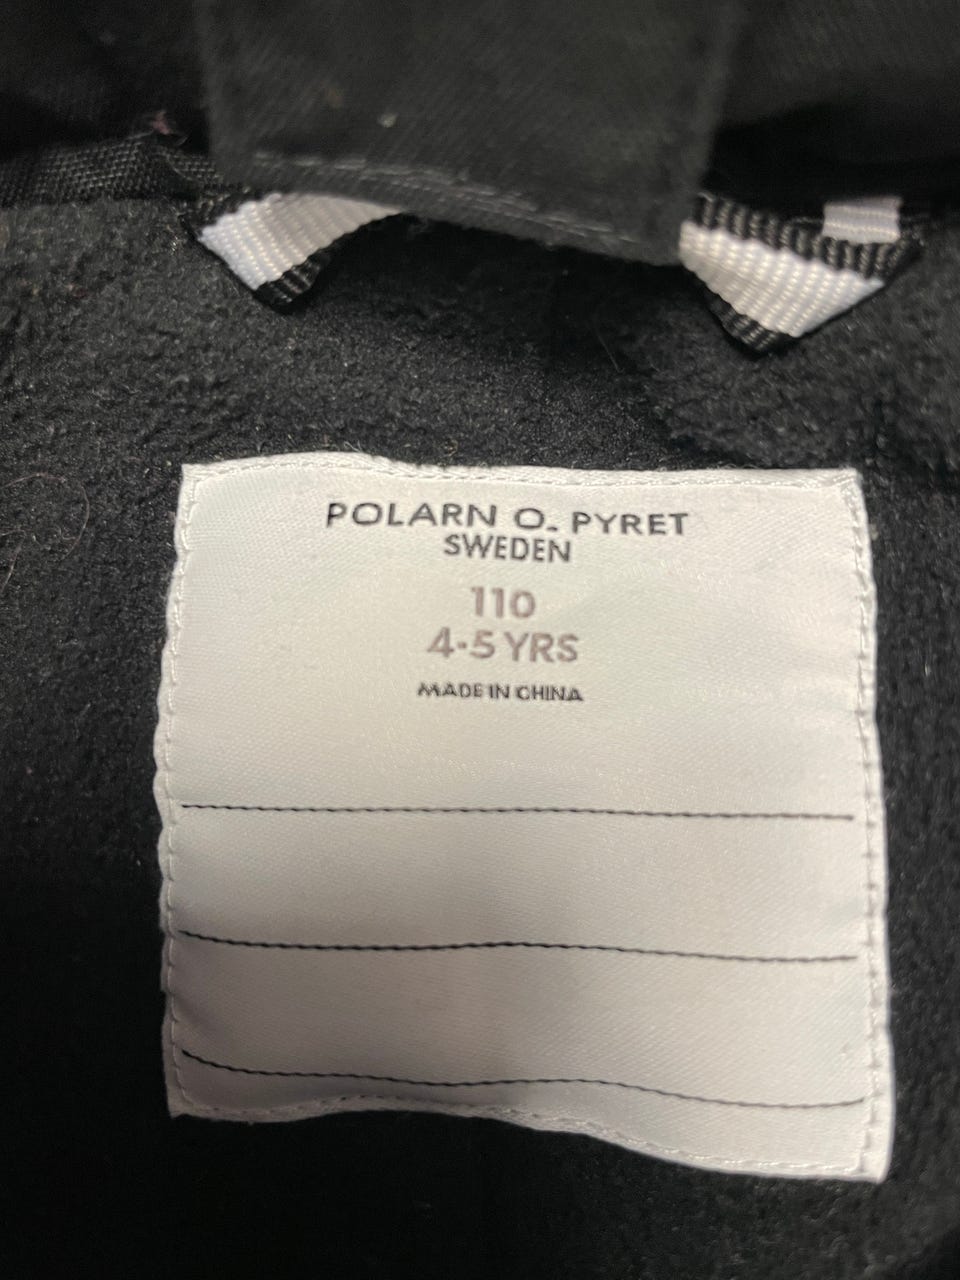 POLARN O. PYRET
SWEDEN
110
4-5 YRS
MADE IN CHINA